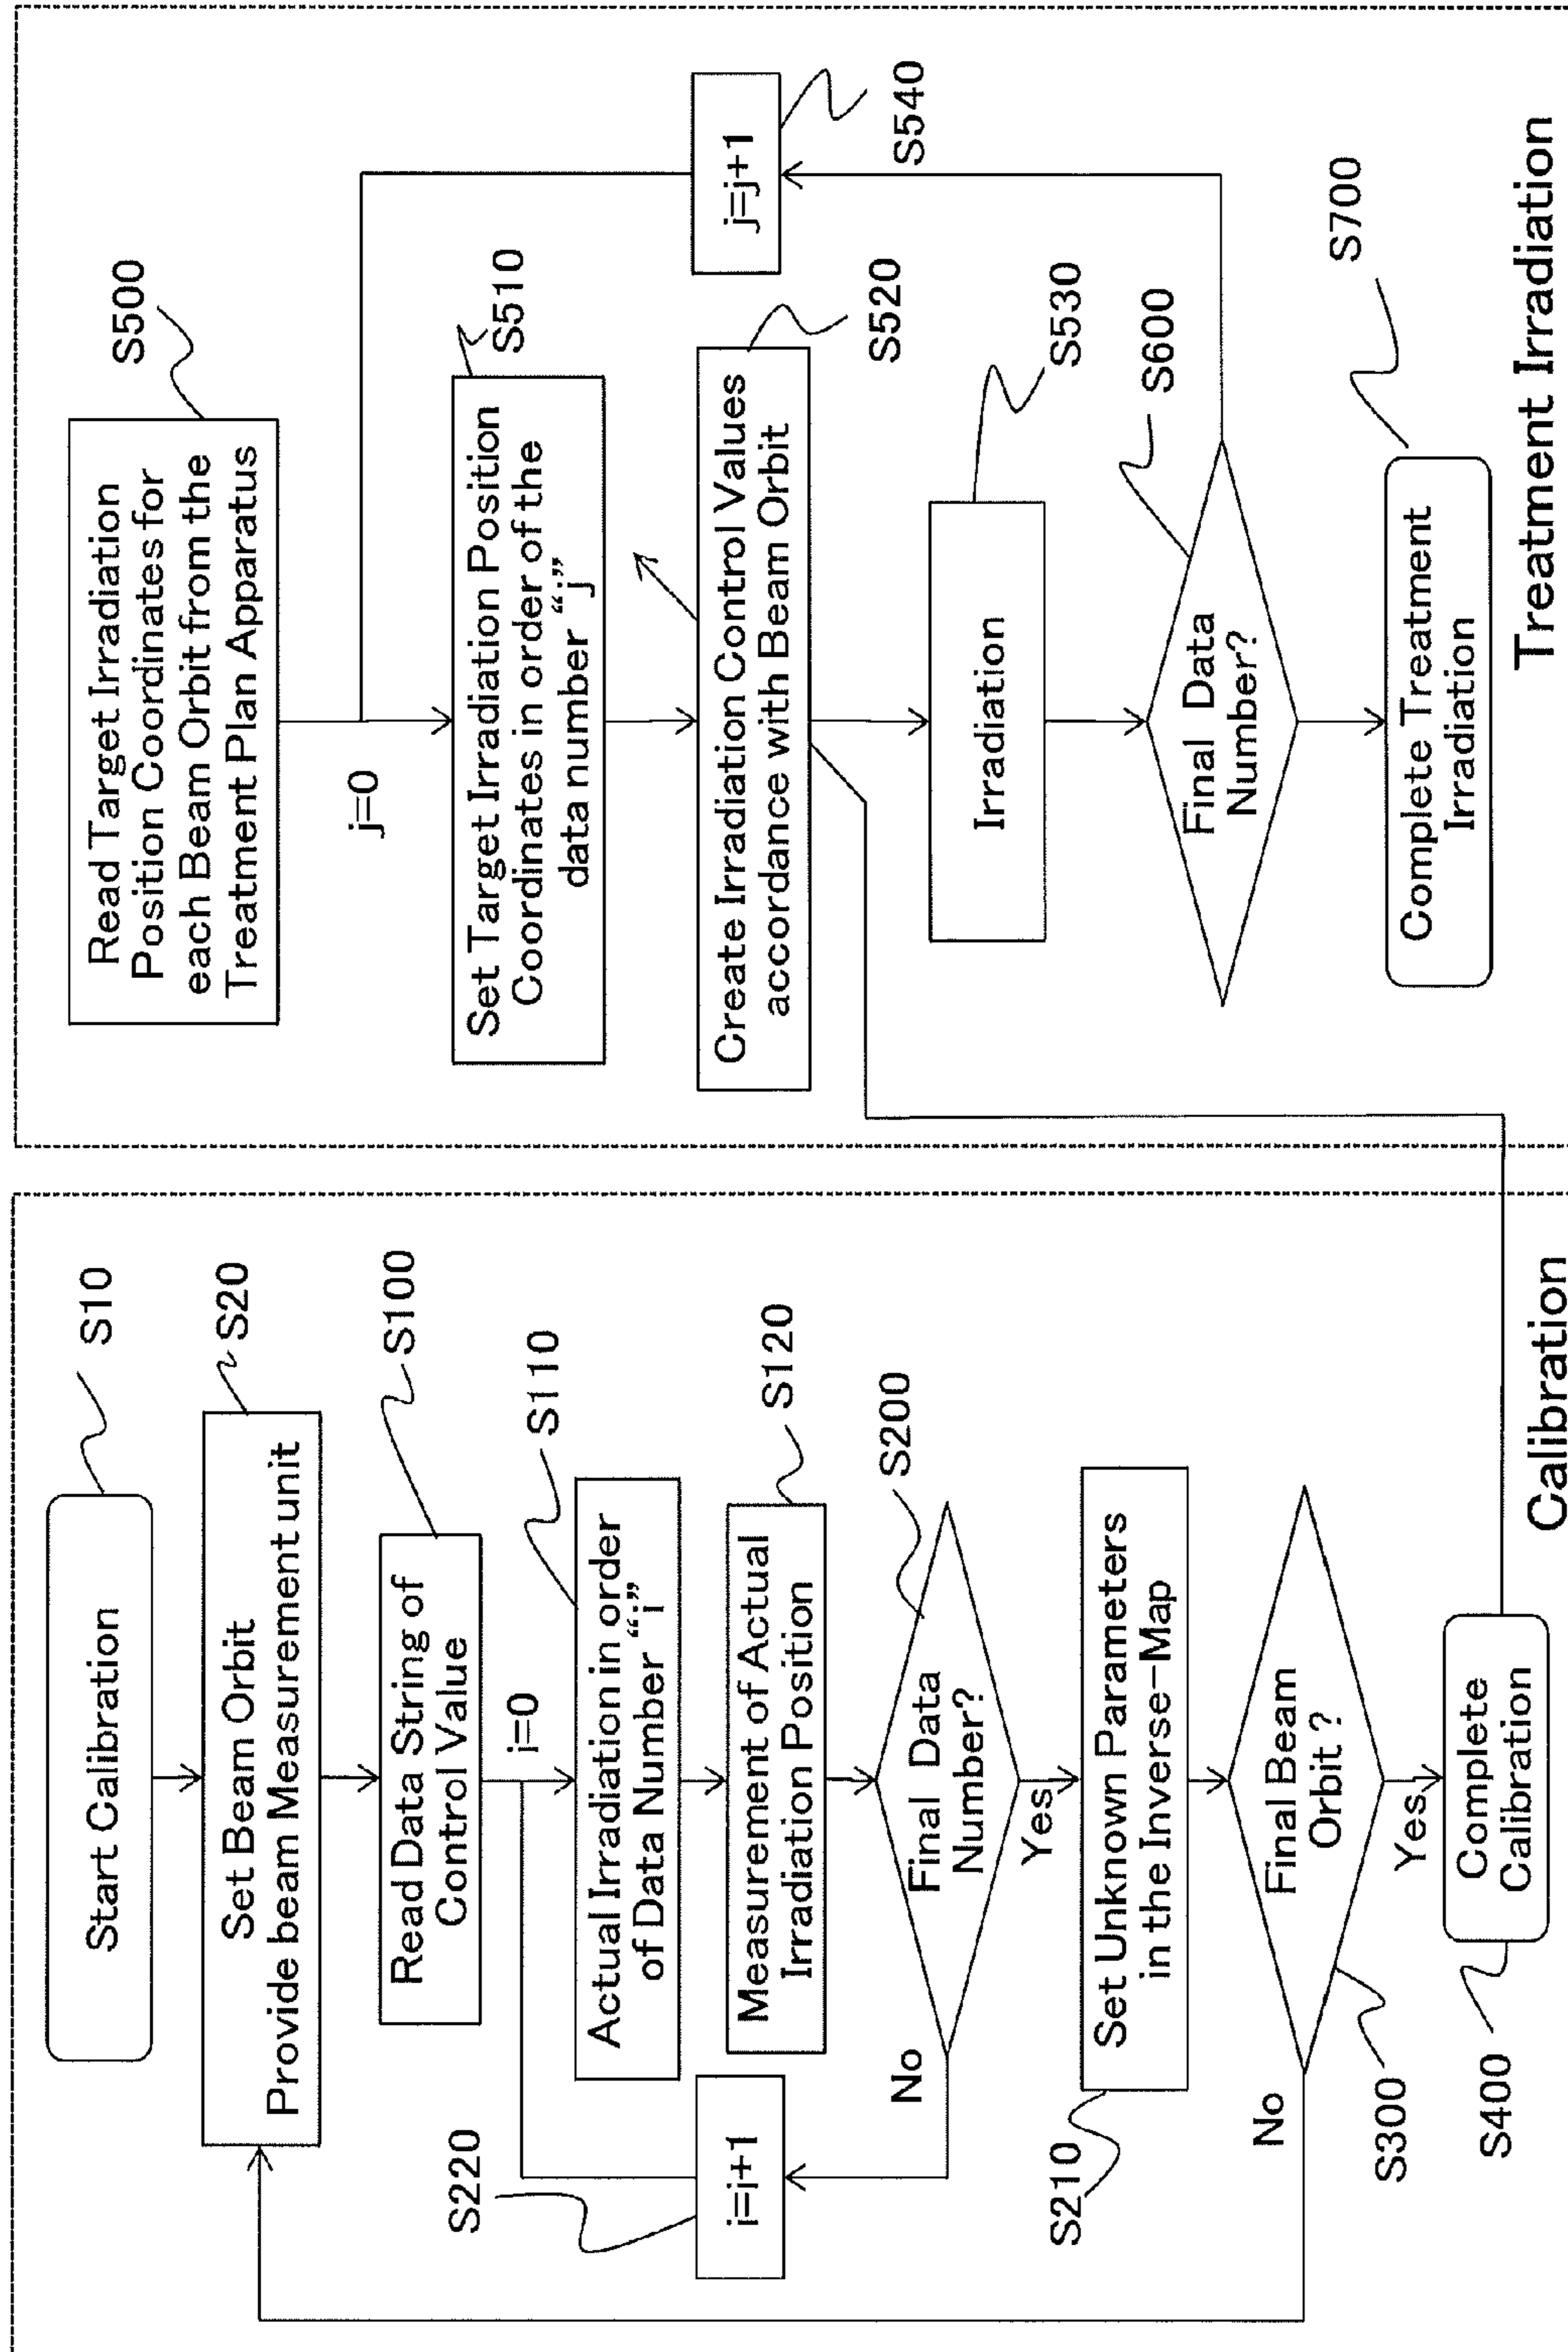 Start Calibration
S10
Set Beam Orbit
Provide beam Measurement unit
S20
Read Data String of
Control Value
S100
i=0
Actual Irradiation in order
of Data Number “i”
S110
Measurement of Actual
Irradiation Position
S120
Final Data
Number?
S200
No
i=i+1
S220
Yes
Set Unknown Parameters
in the Inverse-Map
S210
Final Beam
Orbit ?
S300
No
Yes
Complete
Calibration
S400
Calibration
Read Target Irradiation
Position Coordinates for
each Beam Orbit from the
Treatment Plan Apparatus
S500
j=0
Set Target Irradiation Position
Coordinates in order of the
data number “j”
S510
Create Irradiation Control Values
accordance with Beam Orbit
S520
Irradiation
S530
j=j+1
S540
Final Data
Number?
S600
Complete Treatment
Irradiation
S700
Treatment Irradiation